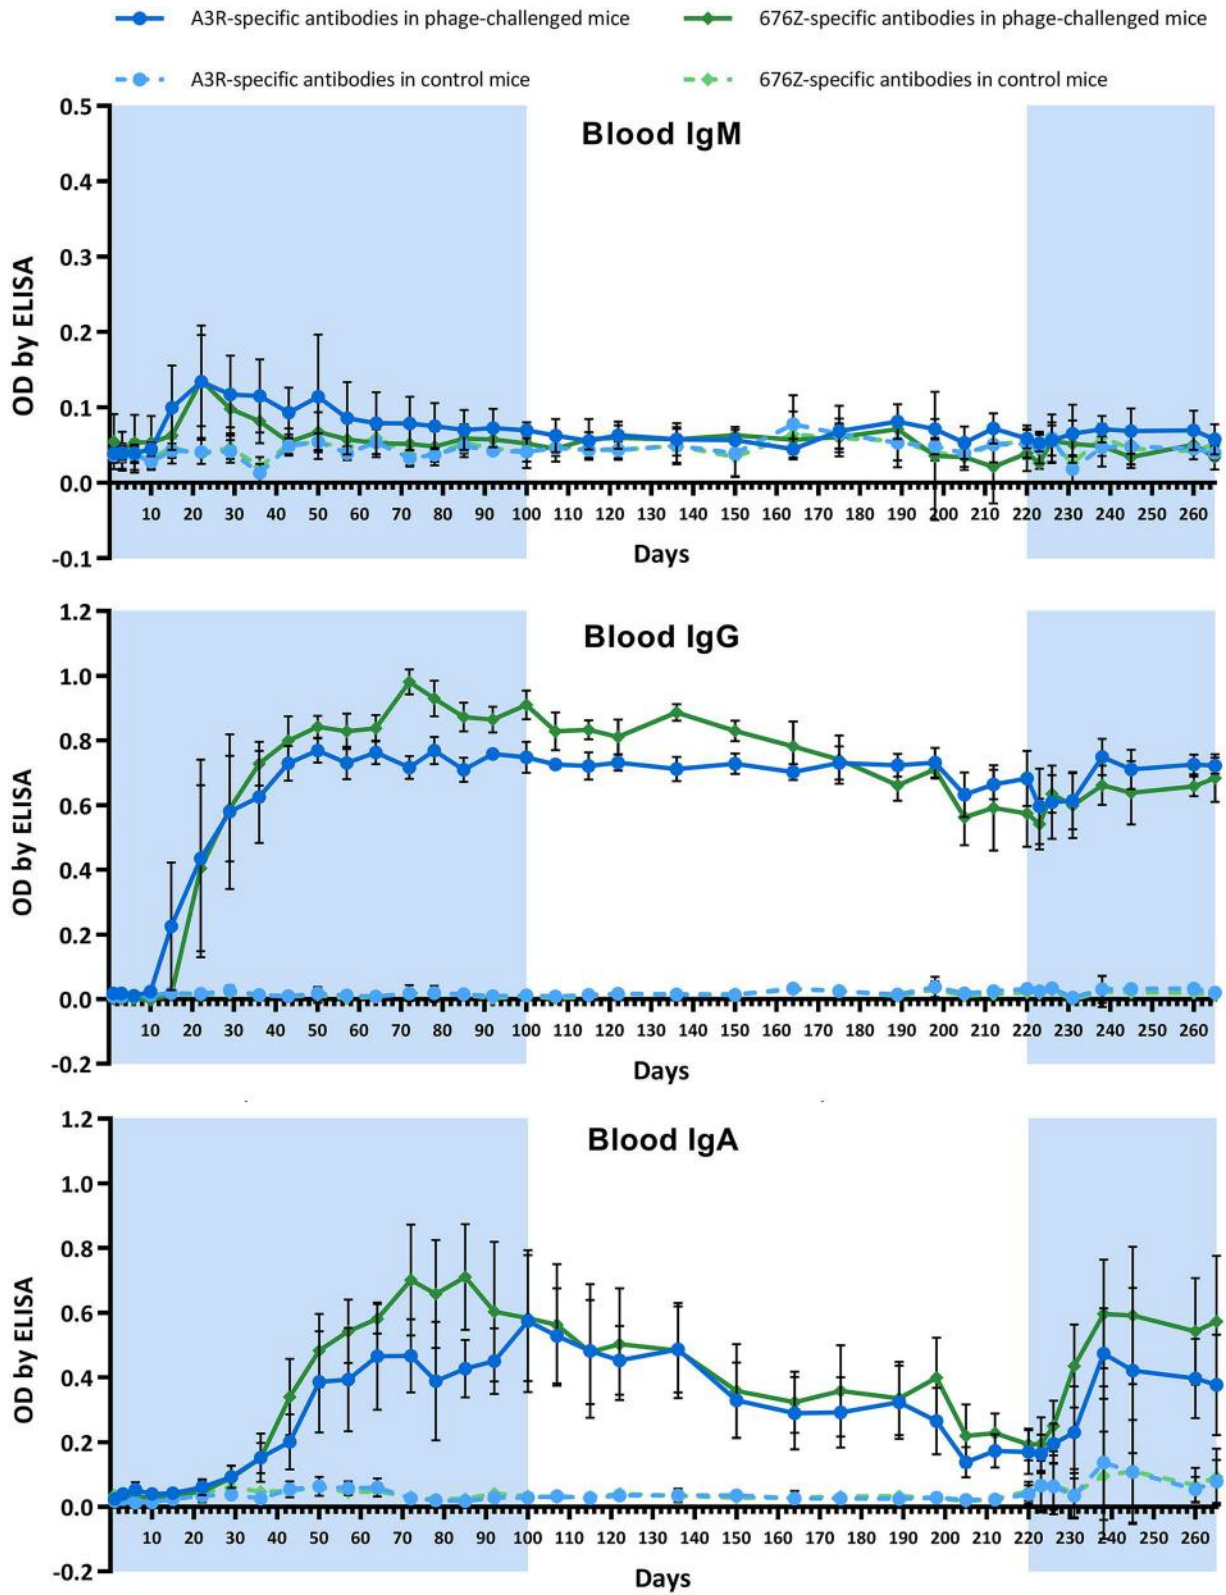 A3R-specific antibodies in phage-challenged mice 676Z-specific antibodies in phage-challenged mice
A3R-specific antibodies in control mice 676Z-specific antibodies in control mice
Blood IgM
OD by ELISA
0.5
0.4
0.3
0.2
0.1
0.0
-0.1
10 20 30 40 50 60 70 80 90 100 110 120 130 140 150 160 170 180 190 200 210 220 230 240 250 260
Days
Blood IgG
OD by ELISA
1.2
1.0
0.8
0.6
0.4
0.2
0.0
-0.2
10 20 30 40 50 60 70 80 90 100 110 120 130 140 150 160 170 180 190 200 210 220 230 240 250 260
Days
Blood IgA
OD by ELISA
1.2
1.0
0.8
0.6
0.4
0.2
0.0
-0.2
10 20 30 40 50 60 70 80 90 100 110 120 130 140 150 160 170 180 190 200 210 220 230 240 250 260
Days